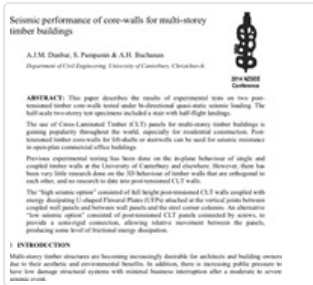 Seismic performance of core-walls for multi-storey
timber buildings
A.J.M. Dunbar, S. Pampanin & A.H. Buchanan
Department of Civil Engineering, University of Canterbury, Christchurch
2014 NZSEE
Conference
ABSTRACT: This paper describes the results of experimental tests on two post-
tensioned timber core-walls tested under bi-directional quasi-static seismic loading. The
half-scale two-storey test specimens included a stair with half-flight landings.
The use of Cross-Laminated Timber (CLT) panels for multi-storey timber buildings is
gaining popularity throughout the world, especially for residential construction. Post-
tensioned timber core-walls for lift-shafts or stairwells can be used for seismic resistance
in open-plan commercial office buildings
Previous experimental testing has been done on the in-plane behaviour of single and
coupled timber walls at the University of Canterbury and elsewhere. However, there has
been very little research done on the 3D behaviour of timber walls that are orthogonal to
each other, and no research to date into post-tensioned CLT walls.
The “high seismic option” consisted of full height post-tensioned CLT walls coupled with
energy dissipating U-shaped Flexural Plates (UFPs) attached at the vertical joints between
coupled wall panels and between wall panels and the steel corner columns. An alternative
“low seismic option” consisted of post-tensioned CLT panels connected by screws, to
provide a semi-rigid connection, allowing relative movement between the panels,
producing some level of frictional energy dissipation.
1 INTRODUCTION
Multi-storey timber structures are becoming increasingly desirable for architects and building owners
due to their aesthetic and environmental benefits. In addition, there is increasing public pressure to
have low damage structural systems with minimal business interruption after a moderate to severe
seismic event.